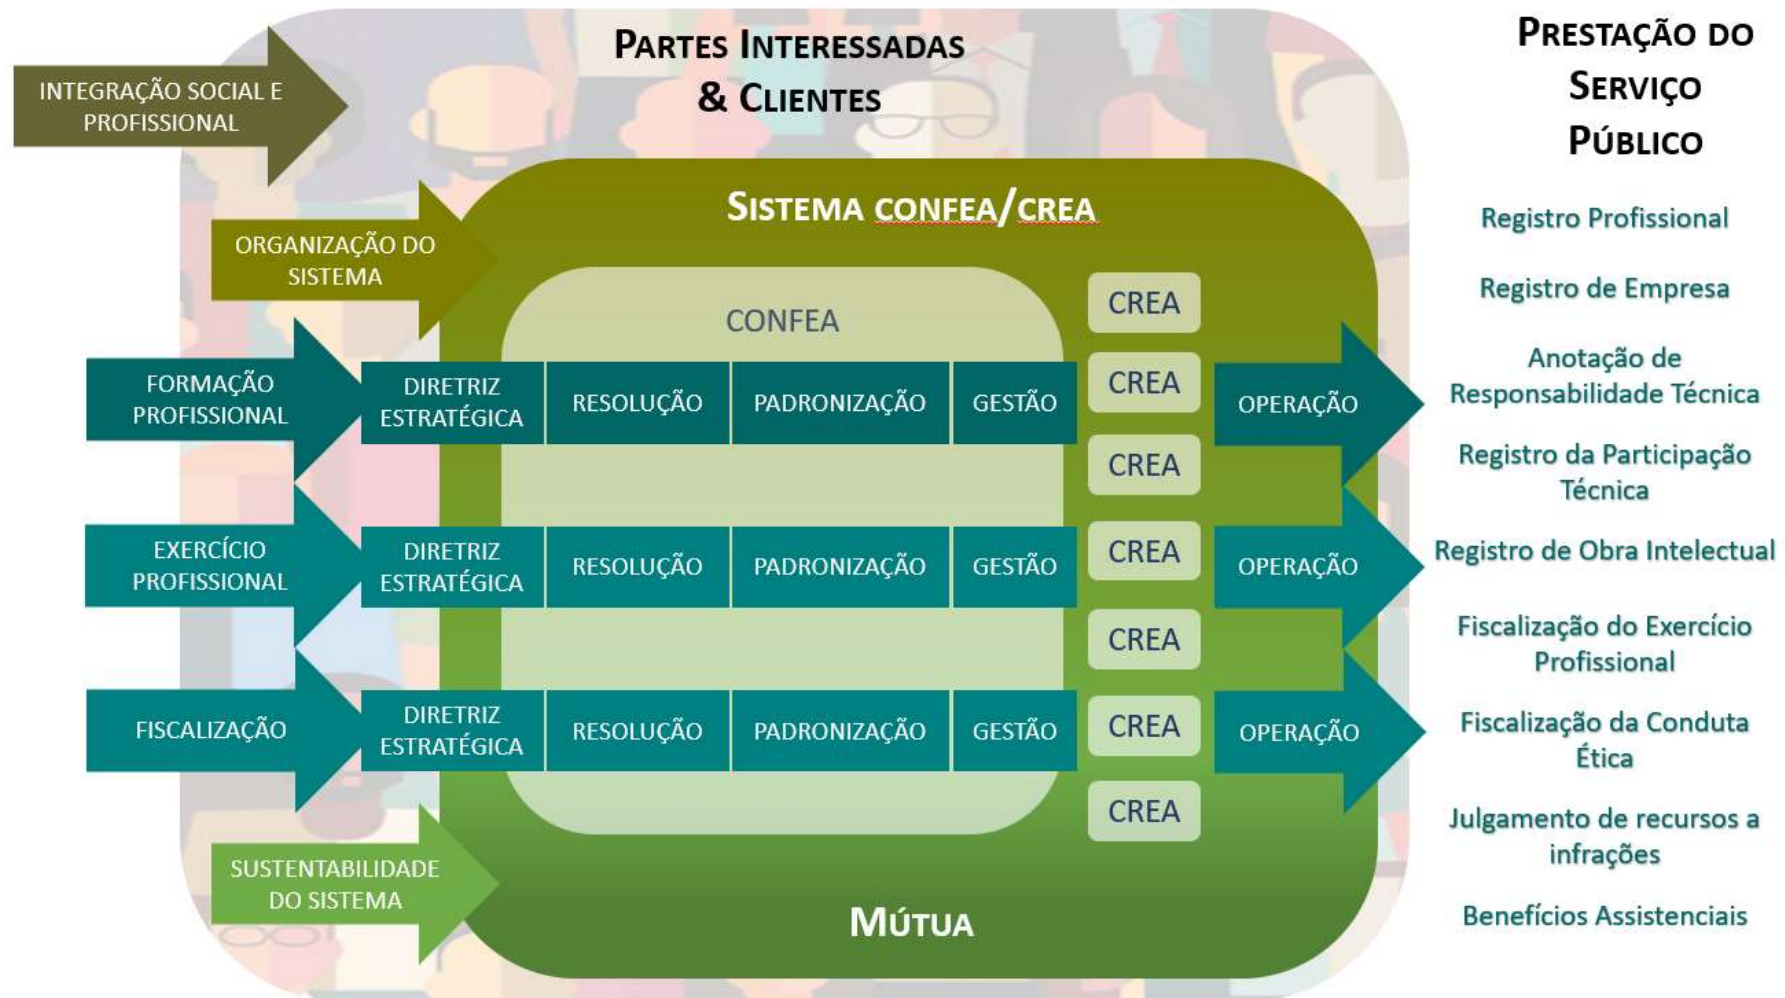 PARTES INTERESSADAS
& CLIENTES
PRESTAÇÃO DO
SERVIÇO
PÚBLICO
INTEGRAÇÃO SOCIAL E
PROFISSIONAL
SISTEMA CONFEA/CREA
ORGANIZAÇÃO DO
SISTEMA
CONFEA
CREA
CREA
CREA
CREA
CREA
CREA
CREA
FORMAÇÃO
PROFISSIONAL
DIRETRIZ
ESTRATÉGICA
RESOLUÇÃO
PADRONIZAÇÃO
GESTÃO
OPERAÇÃO
EXERCÍCIO
PROFISSIONAL
DIRETRIZ
ESTRATÉGICA
RESOLUÇÃO
PADRONIZAÇÃO
GESTÃO
OPERAÇÃO
FISCALIZAÇÃO
DIRETRIZ
ESTRATÉGICA
RESOLUÇÃO
PADRONIZAÇÃO
GESTÃO
OPERAÇÃO
SUSTENTABILIDADE
DO SISTEMA
MÚTUA
Registro Profissional
Registro de Empresa
Anotação de
Responsabilidade Técnica
Registro da Participação
Técnica
Registro de Obra Intelectual
Fiscalização do Exercício
Profissional
Fiscalização da Conduta
Ética
Julgamento de recursos a
infrações
Benefícios Assistenciais